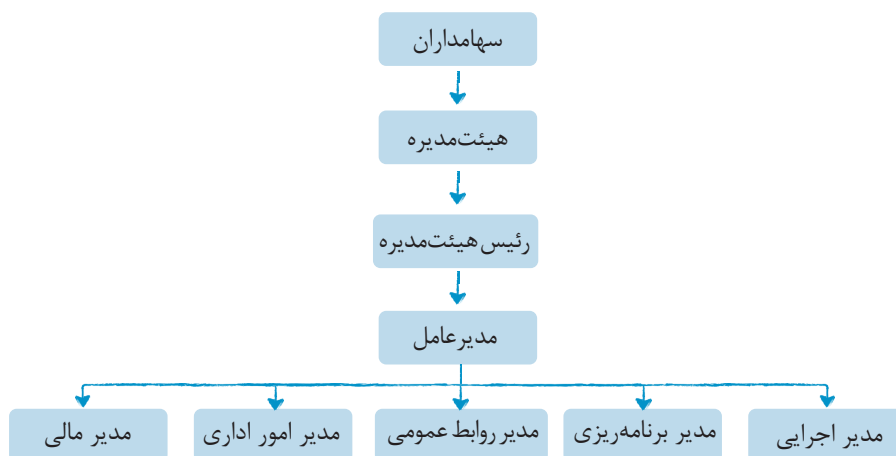 سهامداران
هیئت‌مدیره
رئیس هیئت‌مدیره
مدیرعامل
مدیر اجرایی
مدیر برنامه‌ریزی
مدیر روابط عمومی
مدیر امور اداری
مدیر مالی